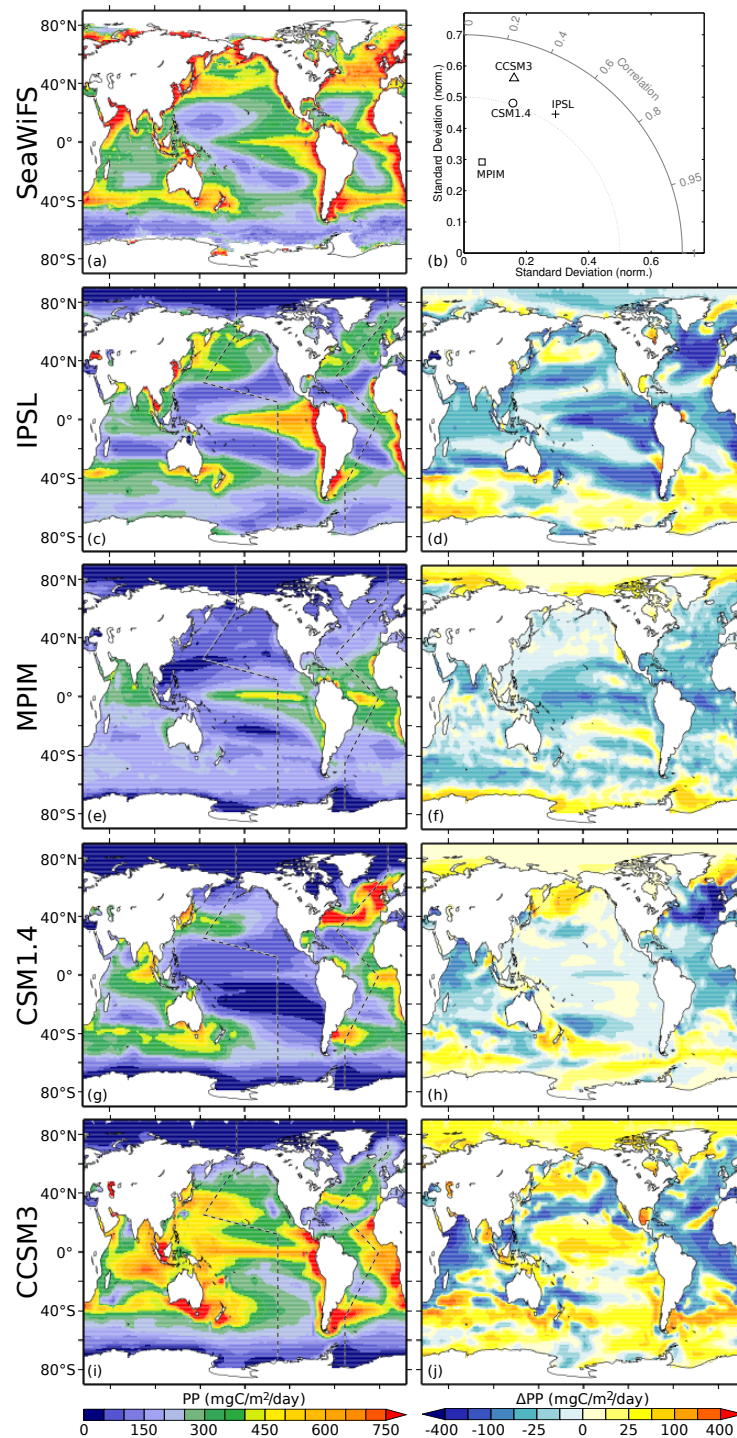 SeaWiFS
80°N
40°N
0°
40°S
80°S
(a)
0.7
0.6
0.5
0.4
0.3
0.2
0.1
0
Standard Deviation (norm.)
0
0.2
0.4
0.6
0.8
0.95
1
Correlation
CCSM3
CSM1.4
IPSL
MPIM
0
0.2
0.4
0.6
Standard Deviation (norm.)
(b)
IPSL
80°N
40°N
0°
40°S
80°S
(c)
(d)
MPIM
80°N
40°N
0°
40°S
80°S
(e)
(f)
CSM1.4
80°N
40°N
0°
40°S
80°S
(g)
(h)
CCSM3
80°N
40°N
0°
40°S
80°S
(i)
(j)
PP (mgC/m²/day)
0 150 300 450 600 750
ΔPP (mgC/m²/day)
-400 -100 -25 0 25 100 400